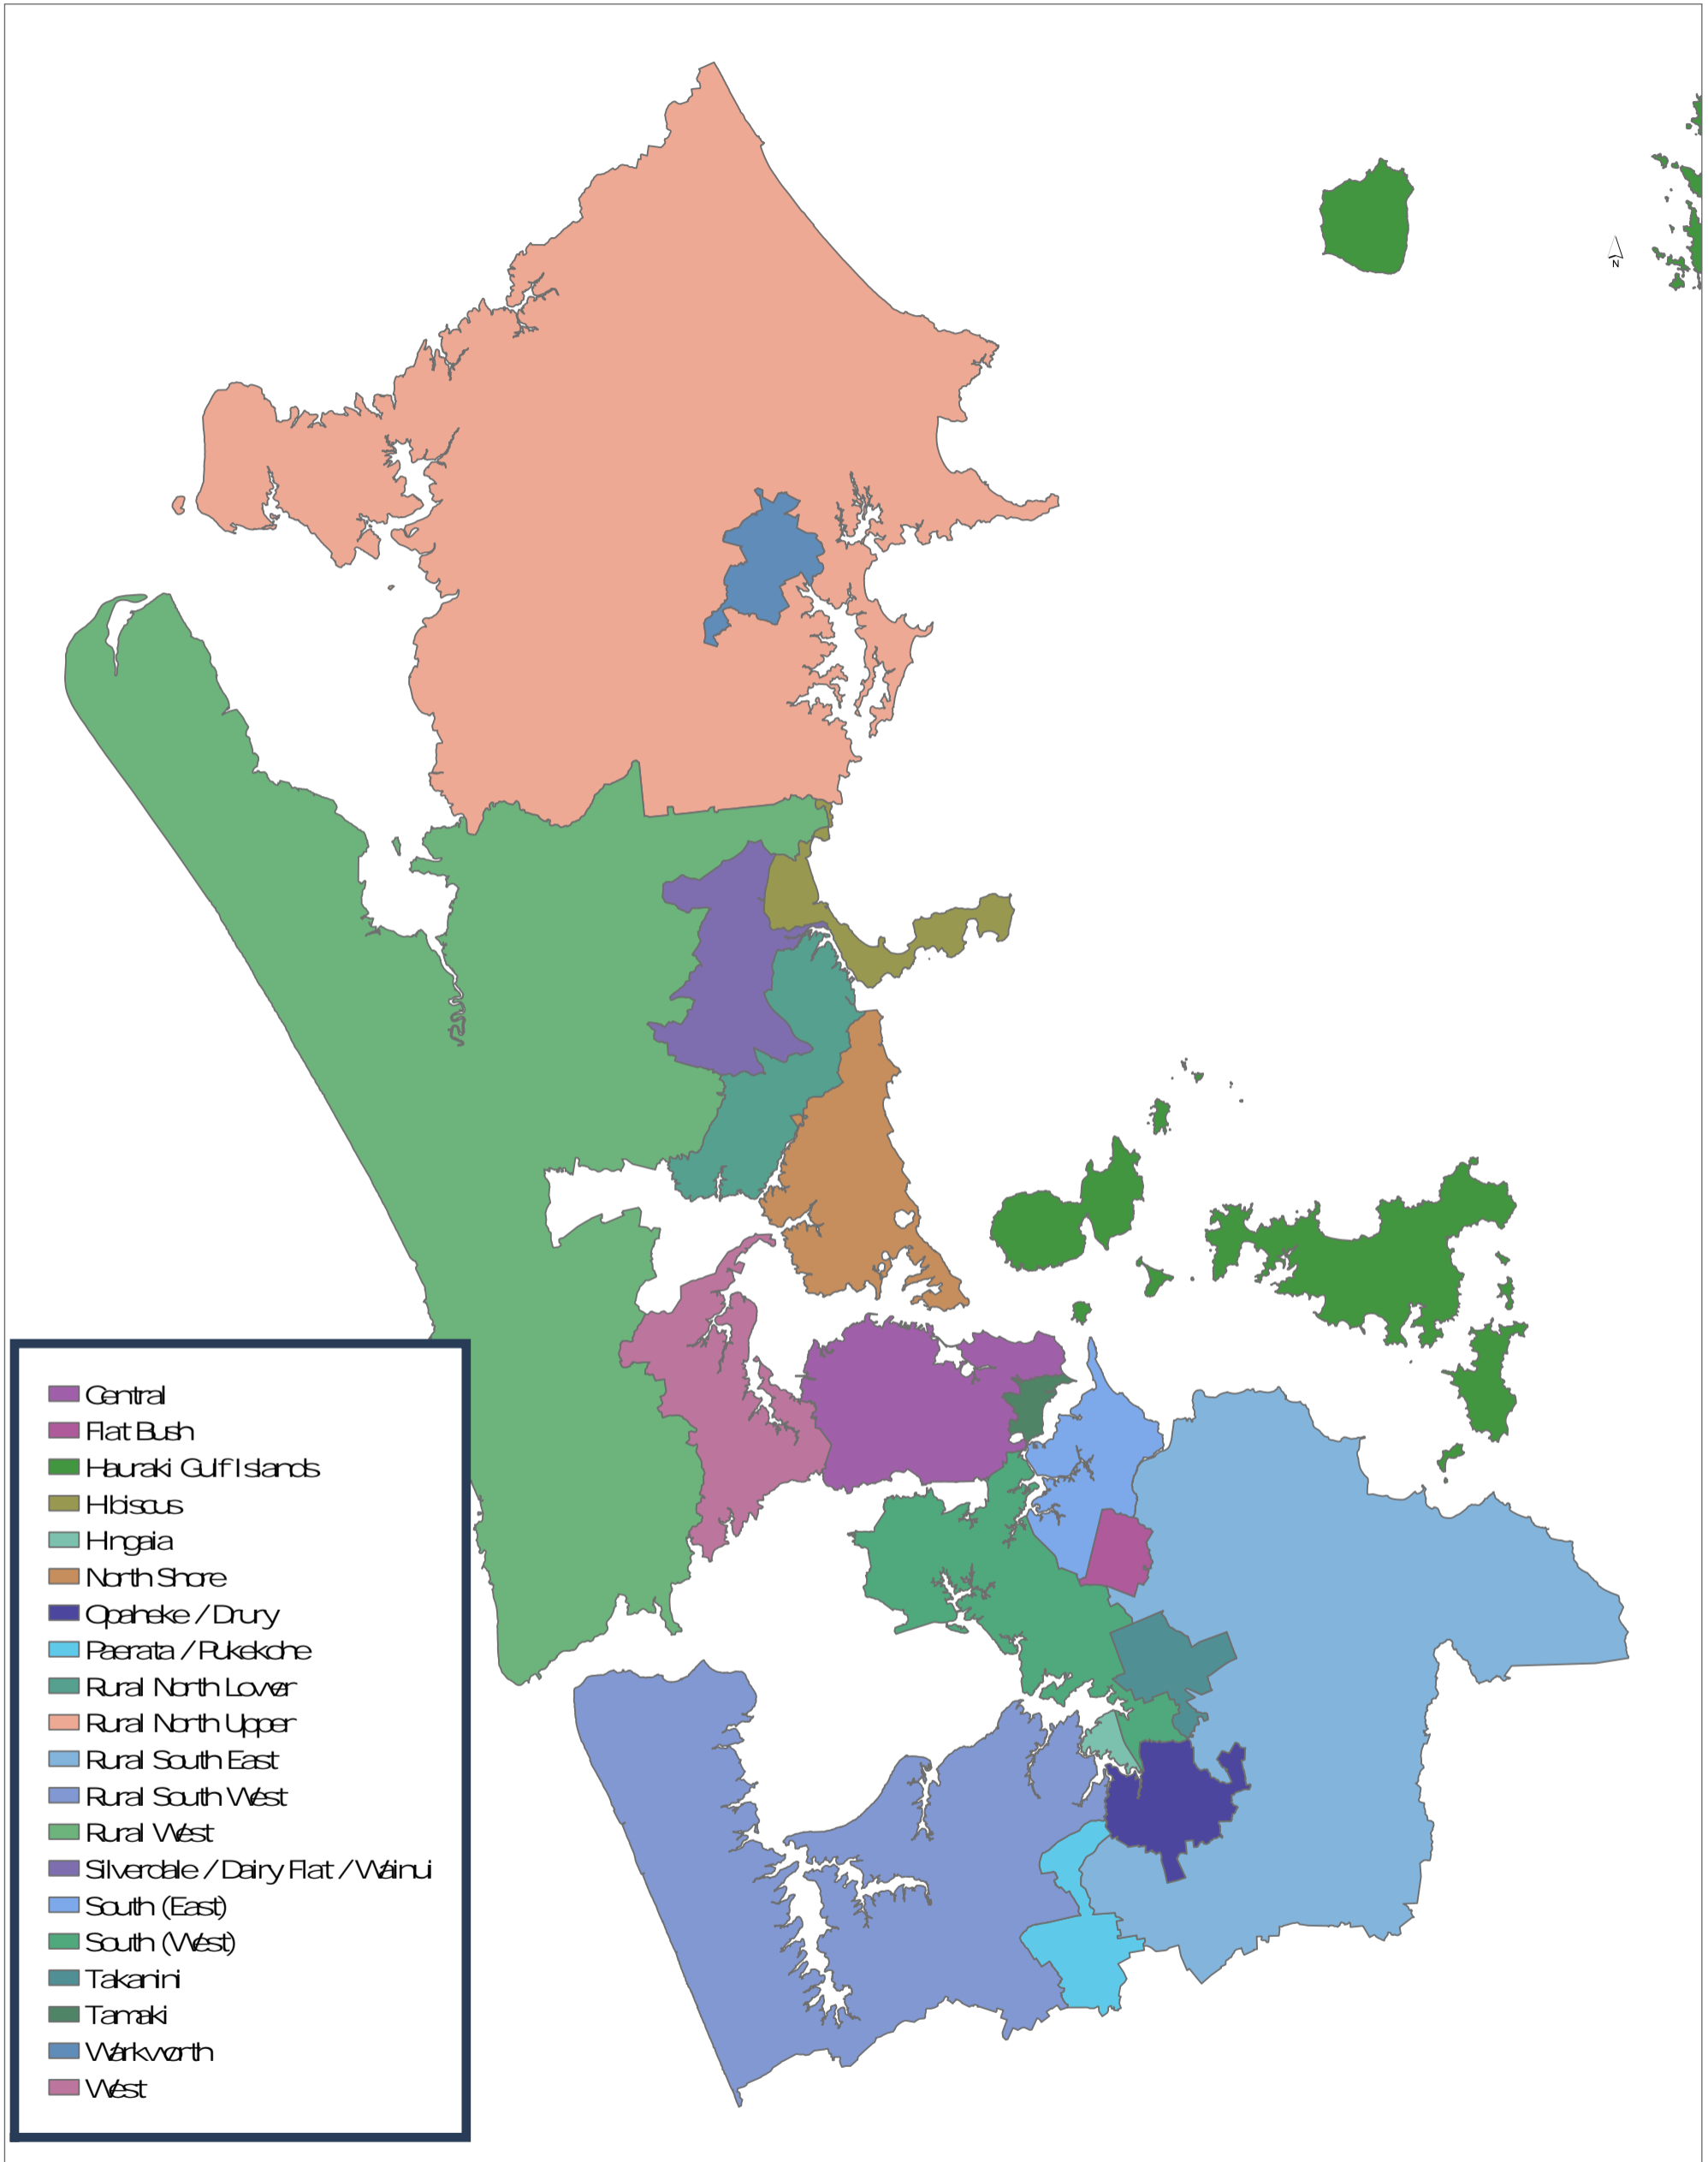 N
Central
Flat Bush
Hauraki Gulf Islands
Hibiscus
Hingaia
North Shore
Opaheke / Drury
Paerata / Pukekohe
Rural North Lower
Rural North Upper
Rural South East
Rural South West
Rural West
Silverdale / Dairy Flat / Wainui
South (East)
South (West)
Takanini
Tamaki
Warkworth
West